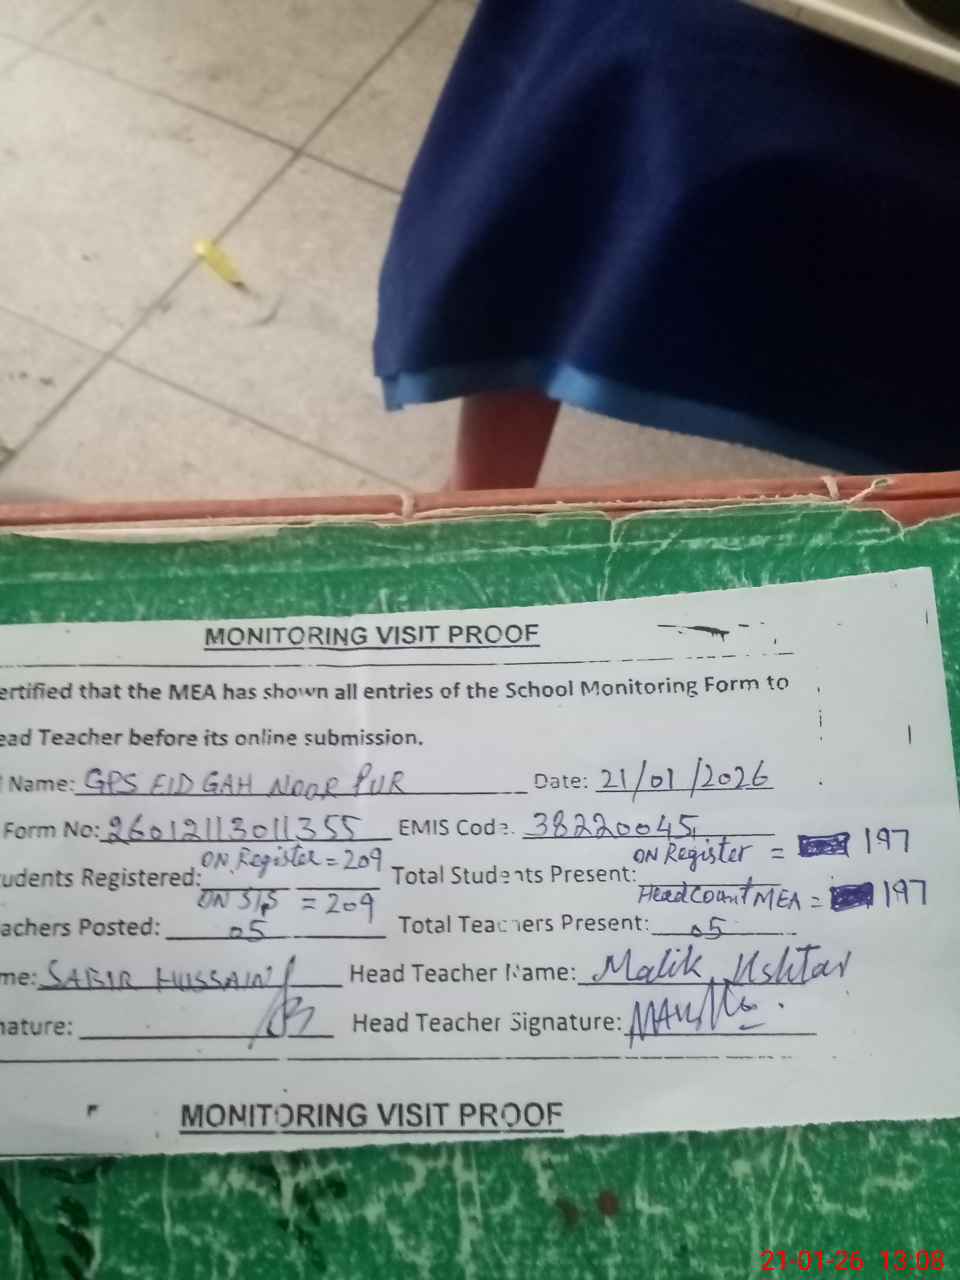 MONITORING VISIT PROOF
ertified that the MEA has shown all entries of the School Monitoring Form to
ead Teacher before its online submission.
Name: GPS EID GAH NOOR PUR Date: 21/01/2026
Form No: 26012113011355 EMIS Code. 38220045
ON Register = 209 ON Register = 197
udents Registered: Total Students Present:
ON SIS = 209 Head Count MEA = 197
achers Posted: 05 Total Teachers Present: 05
me: SABIR HUSSAIN Head Teacher Name: Malik Ushtar
nature: Head Teacher Signature:
MONITORING VISIT PROOF
21-01-26 13.08